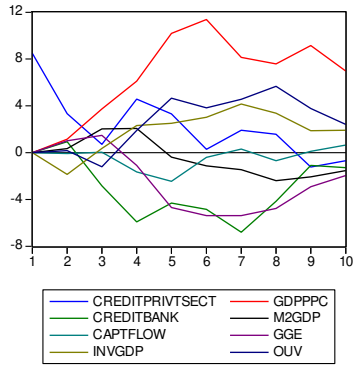 12
8
4
0
-4
-8
1 2 3 4 5 6 7 8 9 10
CREDITPRIVTSECT GDPPPC
CREDITBANK M2GDP
CAPTFLOW GGE
INVGDP OUV